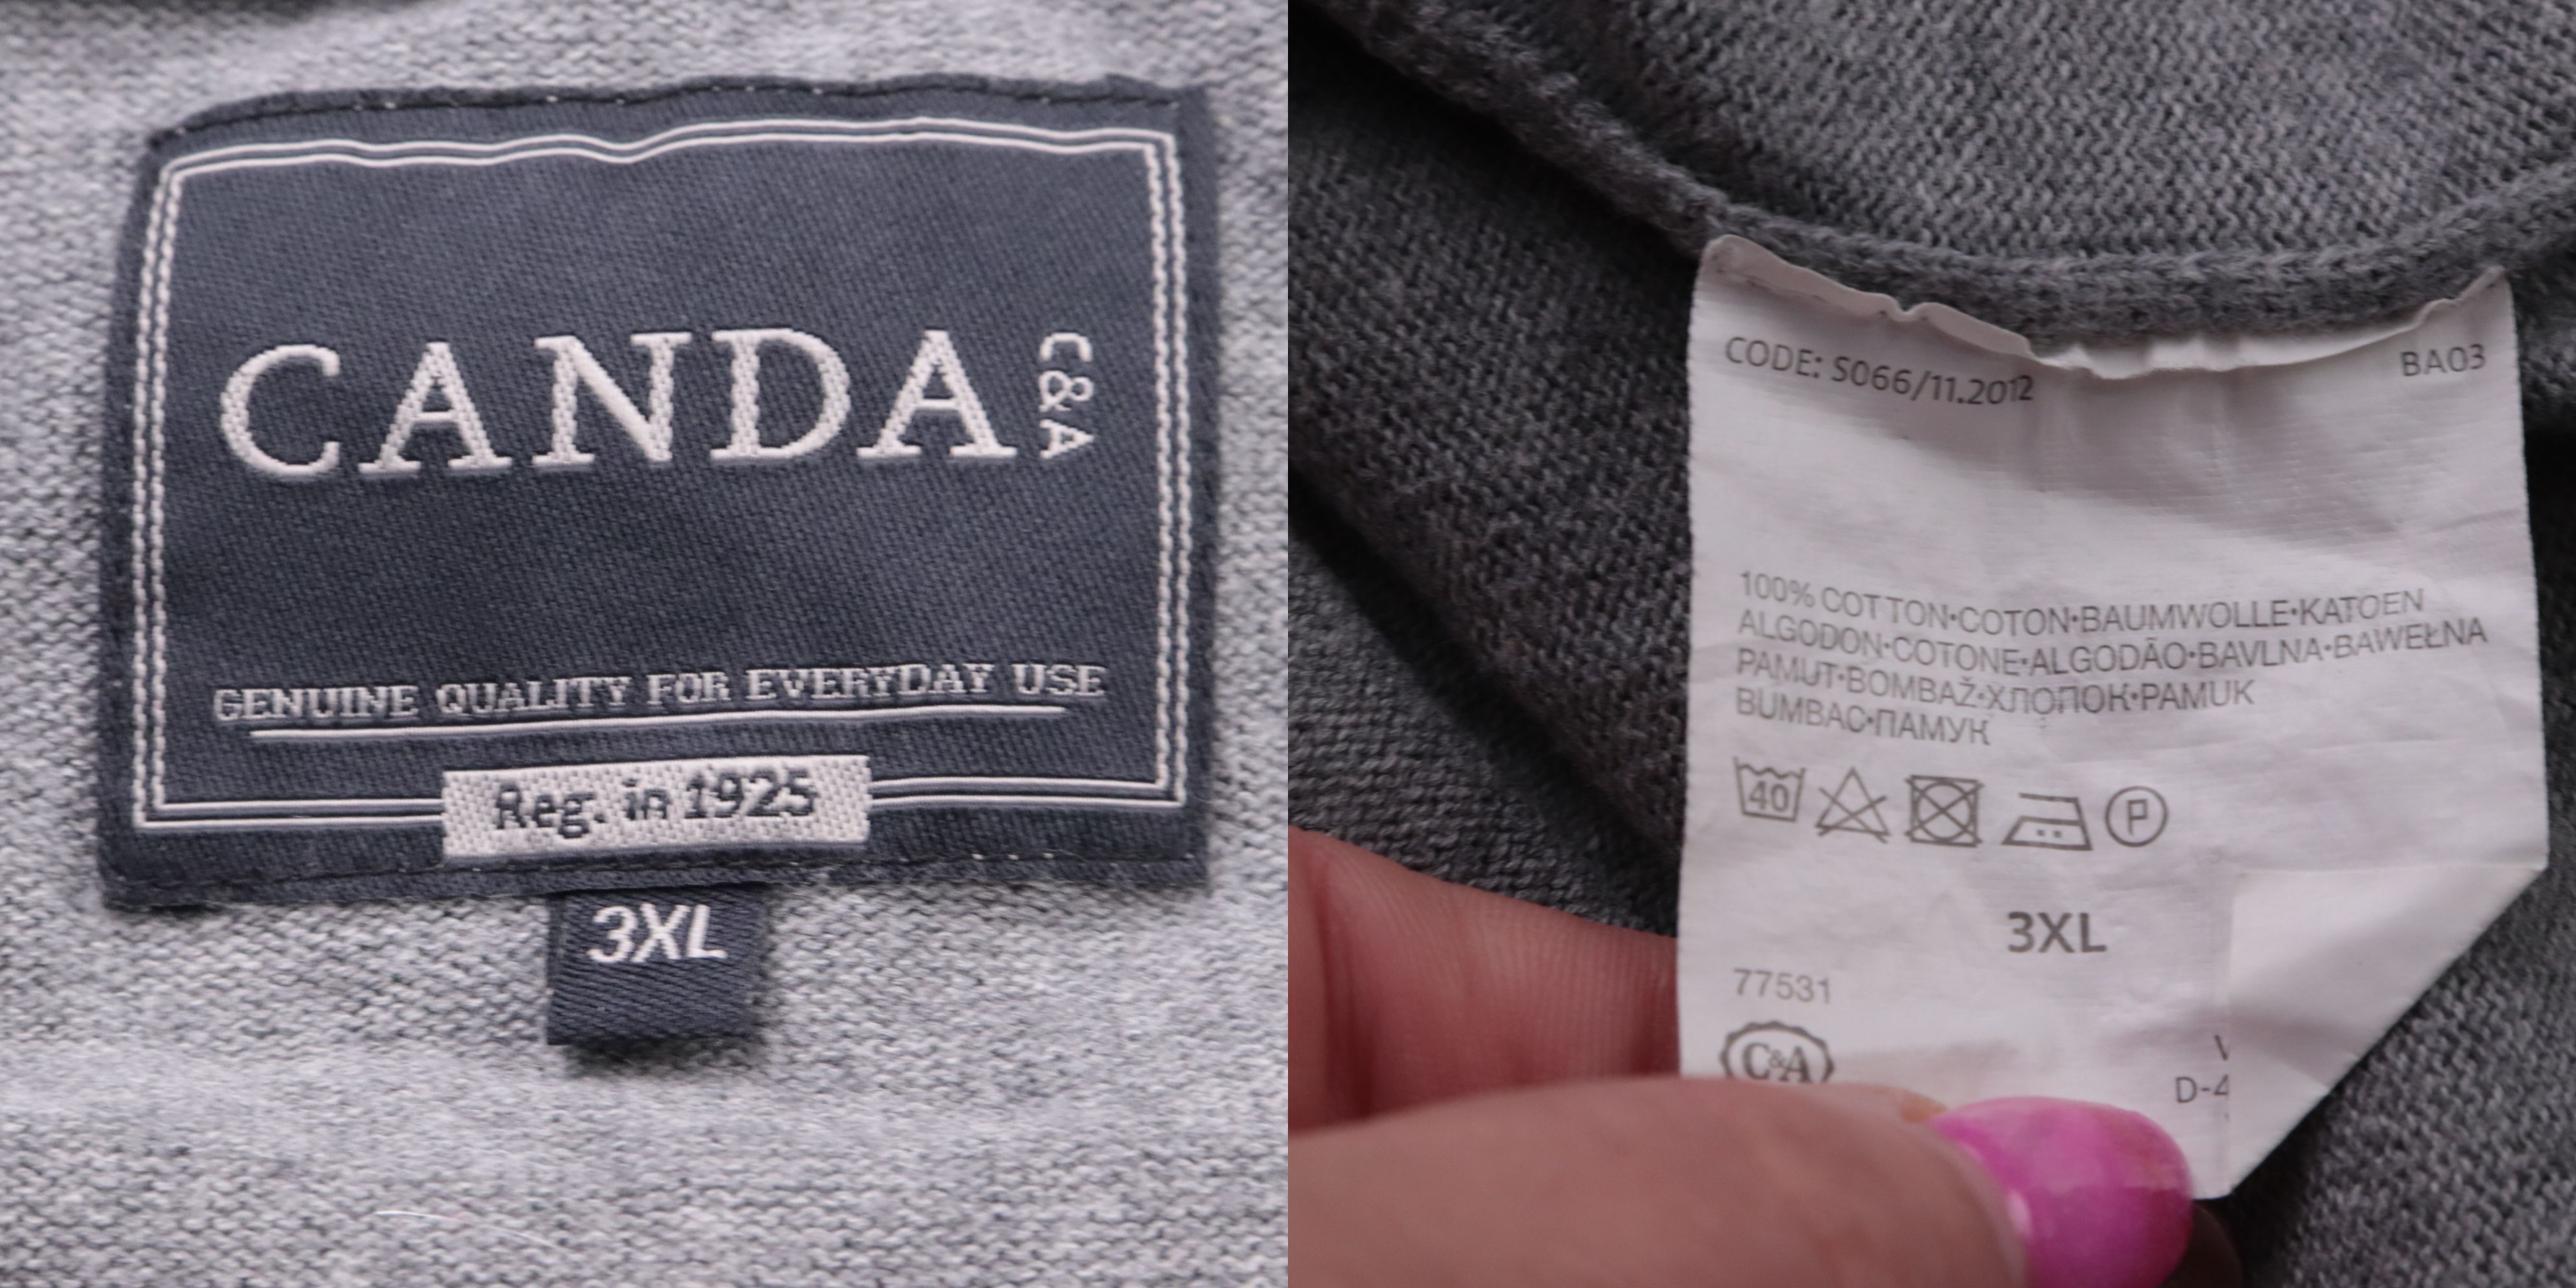 CANDA
C&A
GENUINE QUALITY FOR EVERYDAY USE
Reg. in 1925
3XL
CODE: S066/11.2012
BA03
100% COTTON•COTON•BAUMWOLLE•KATOEN
ALGODON•COTONE•ALGODÃO•BAVLNA•BAWEŁNA
PAMUT•BOMBAŽ•ХЛОПОК•PAMUK
BUMBAC•ПАМУК
40
P
3XL
77531
C&A
V
D-4